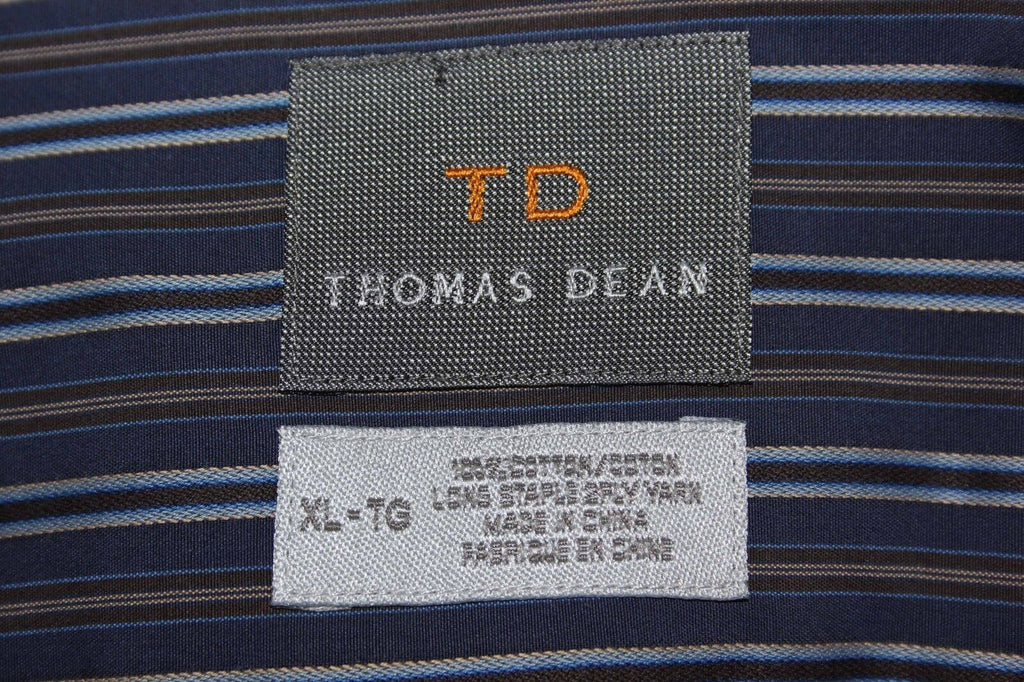 TD
THOMAS DEAN
XL-TG
100% COTTON/COTON
LONG STAPLE 2PLY YARN
MADE IN CHINA
FABRIQUE EN CHINE